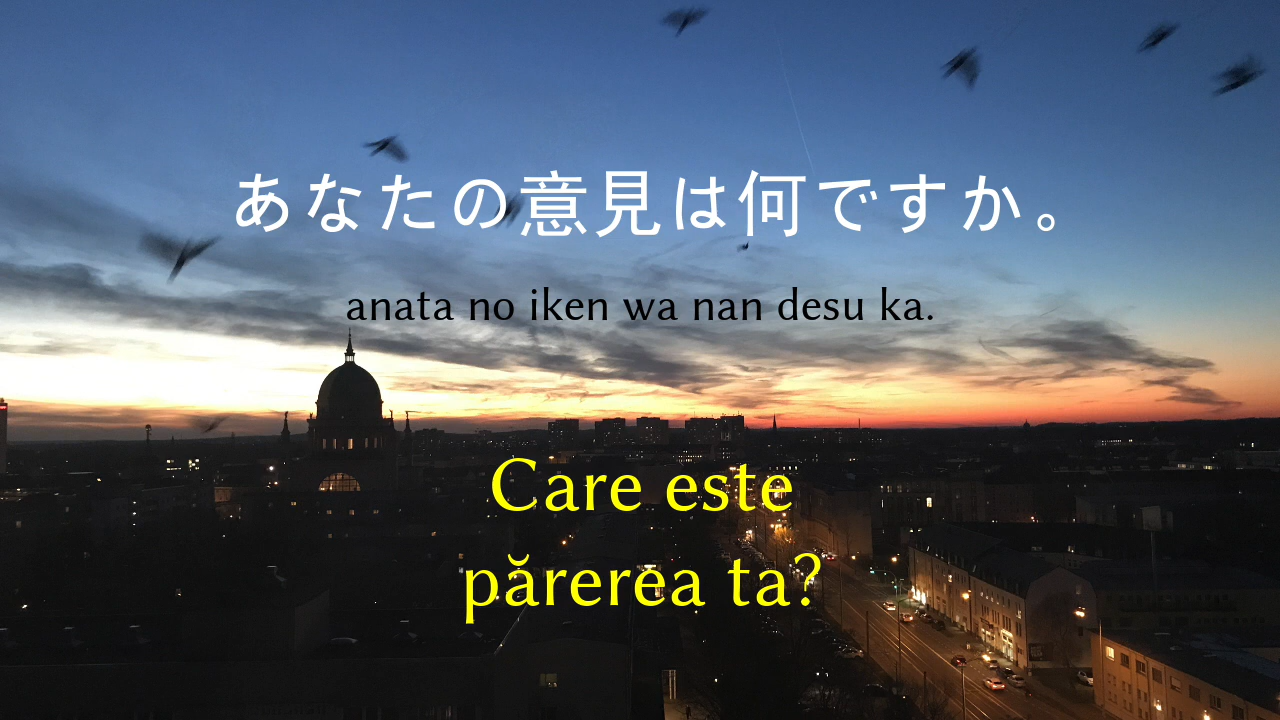 あなたの意見は何ですか。
anata no iken wa nan desu ka.
Care este
părerea ta?